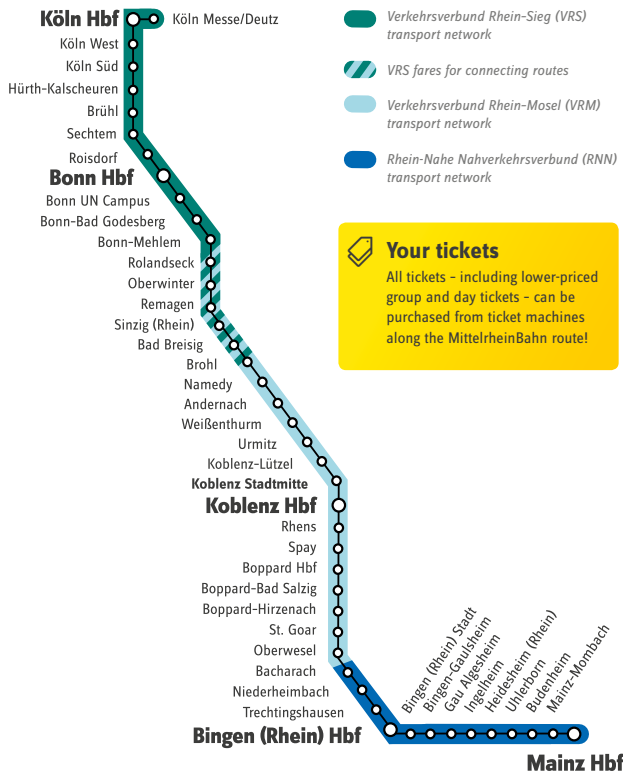 Köln Hbf
Köln Messe/Deutz
Köln West
Köln Süd
Hürth-Kalscheuren
Brühl
Sechtem
Roisdorf
Bonn Hbf
Bonn UN Campus
Bonn-Bad Godesberg
Bonn-Mehlem
Rolandseck
Oberwinter
Remagen
Sinzig (Rhein)
Bad Breisig
Brohl
Namedy
Andernach
Weißenthurm
Urmitz
Koblenz-Lützel
Koblenz Stadtmitte
Koblenz Hbf
Rhens
Spay
Boppard Hbf
Boppard-Bad Salzig
Boppard-Hirzenach
St. Goar
Oberwesel
Bacharach
Niederheimbach
Trechtingshausen
Bingen (Rhein) Hbf
Bingen (Rhein) Stadt
Bingen-Gaulsheim
Gau Algesheim
Ingelheim
Heidesheim (Rhein)
Uhlerborn
Budenheim
Mainz-Mombach
Mainz Hbf
Verkehrsverbund Rhein-Sieg (VRS)
transport network
VRS fares for connecting routes
Verkehrsverbund Rhein-Mosel (VRM)
transport network
Rhein-Nahe Nahverkehrsverbund (RNN)
transport network
Your tickets
All tickets – including lower-priced
group and day tickets – can be
purchased from ticket machines
along the MittelrheinBahn route!